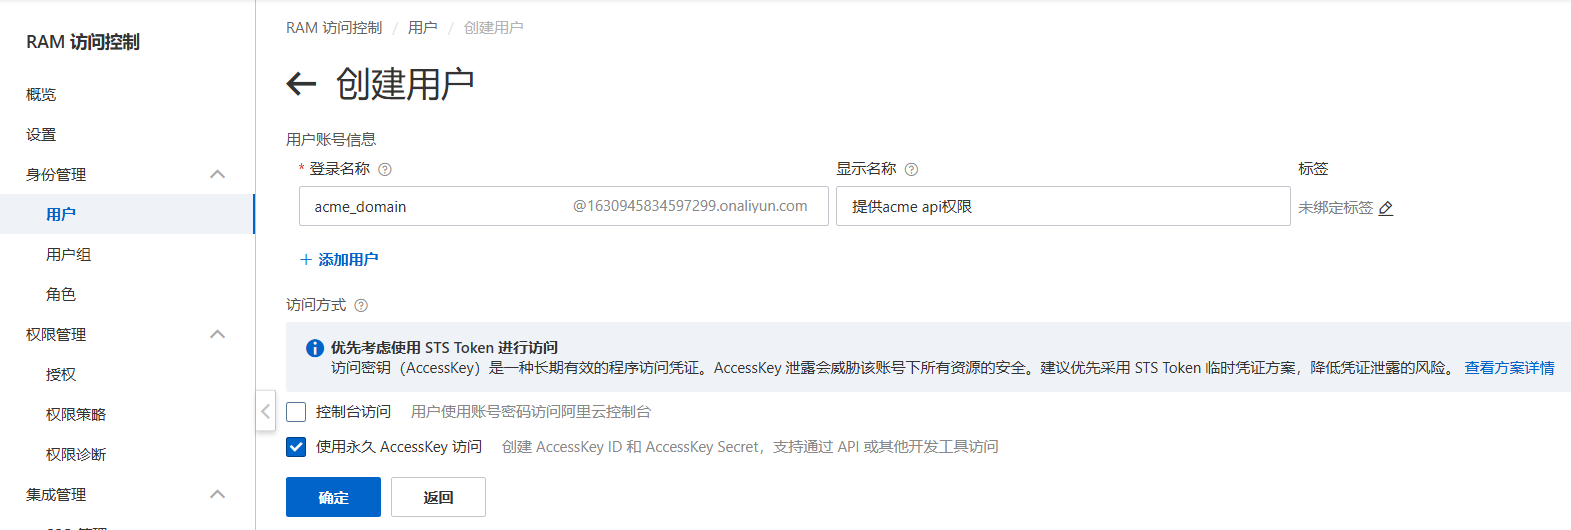 RAM 访问控制
概览
设置
身份管理
用户
用户组
角色
权限管理
授权
权限策略
权限诊断
集成管理
RAM 访问控制 / 用户 / 创建用户
← 创建用户
用户账号信息
* 登录名称 显示名称 标签
acme_domain @1630945834597299.onaliyun.com 提供acme api权限 未绑定标签
+ 添加用户
访问方式
优先考虑使用 STS Token 进行访问
访问密钥（AccessKey）是一种长期有效的程序访问凭证。AccessKey 泄露会威胁该账号下所有资源的安全。建议优先采用 STS Token 临时凭证方案，降低凭证泄露的风险。 查看方案详情
控制台访问 用户使用账号密码访问阿里云控制台
使用永久 AccessKey 访问 创建 AccessKey ID 和 AccessKey Secret，支持通过 API 或其他开发工具访问
确定 返回